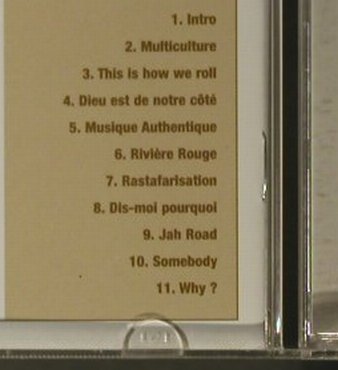 1. Intro
2. Multiculture
3. This is how we roll
4. Dieu est de notre côté
5. Musique Authentique
6. Rivière Rouge
7. Rastafarisation
8. Dis-moi pourquoi
9. Jah Road
10. Somebody
11. Why ?